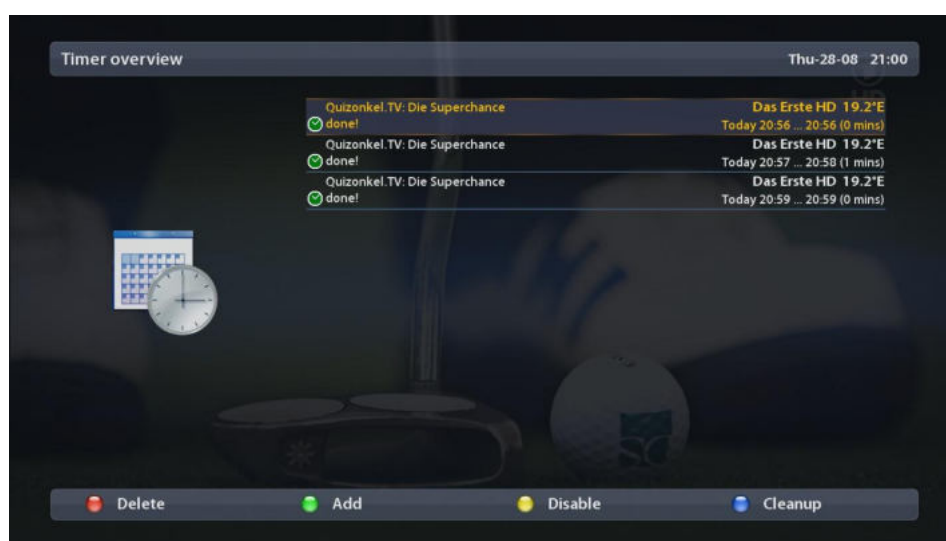 Timer overview
Thu-28-08 21:00
Quizonkel.TV: Die Superchance Das Erste HD 19.2°E
done! Today 20:56 ... 20:56 (0 mins)
Quizonkel.TV: Die Superchance Das Erste HD 19.2°E
done! Today 20:57 ... 20:58 (1 mins)
Quizonkel.TV: Die Superchance Das Erste HD 19.2°E
done! Today 20:59 ... 20:59 (0 mins)
SC
Delete Add Disable Cleanup